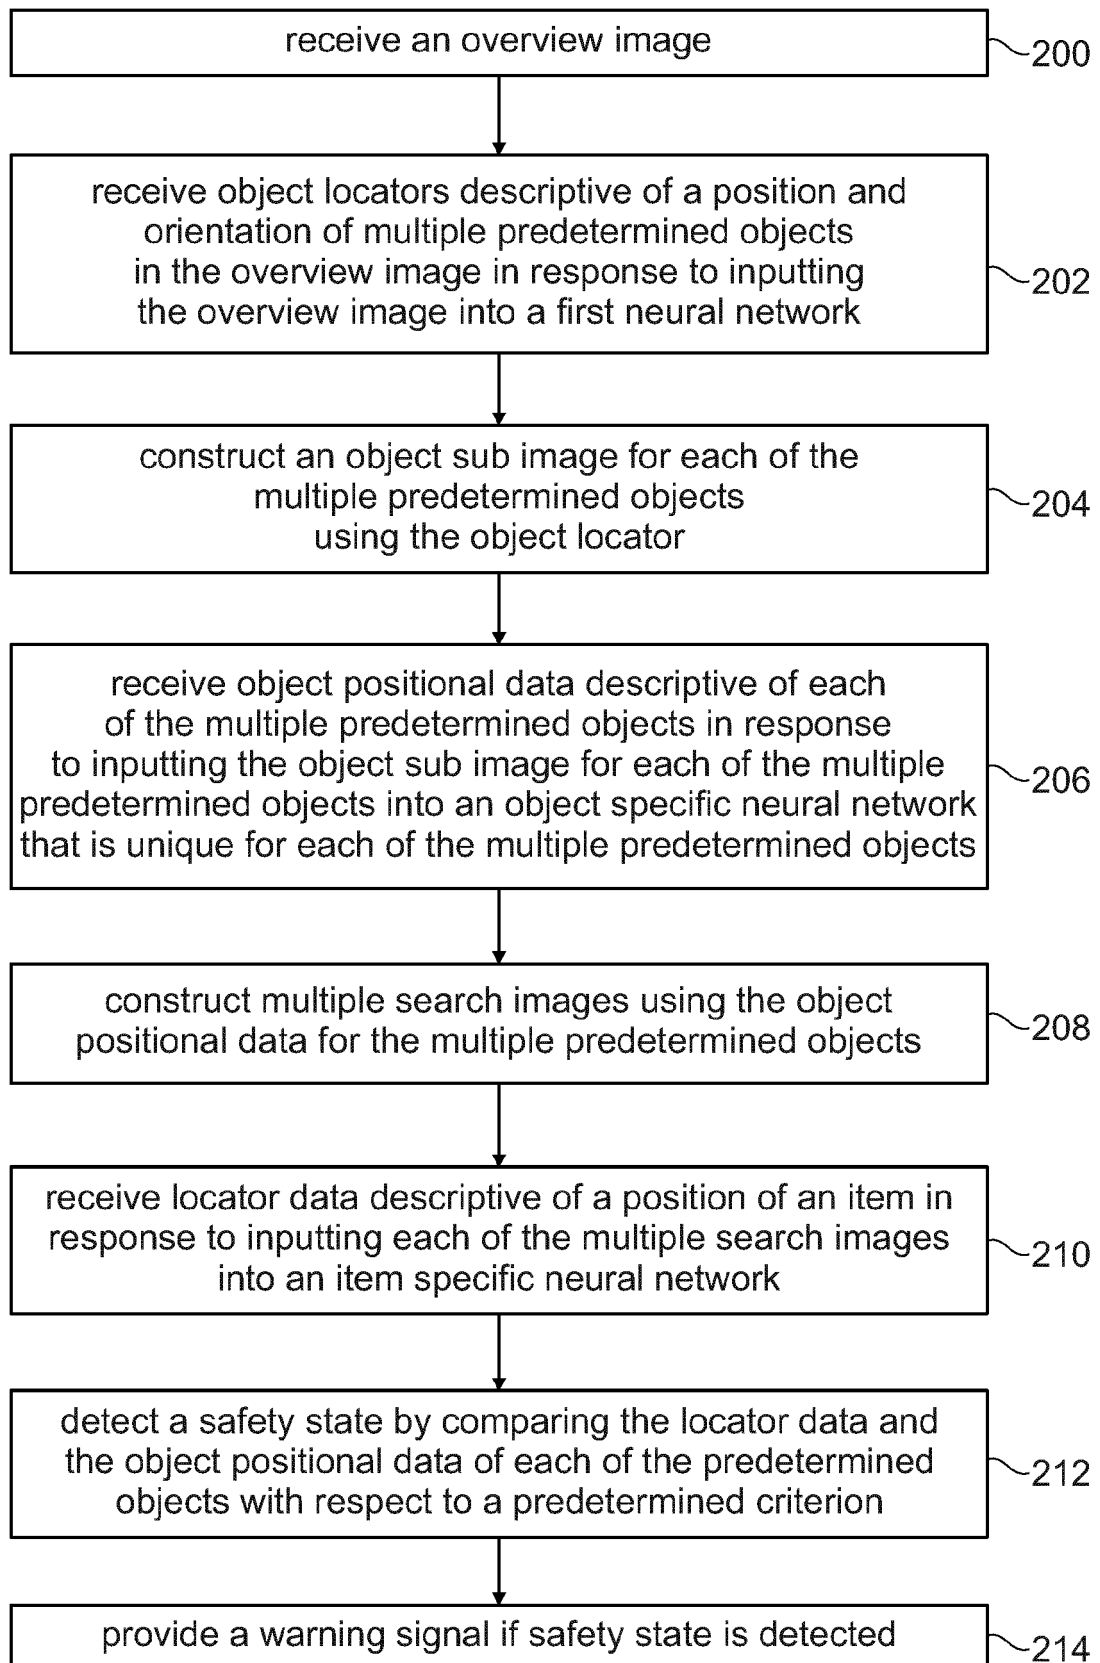 receive an overview image
200
receive object locators descriptive of a position and
orientation of multiple predetermined objects
in the overview image in response to inputting
the overview image into a first neural network
202
construct an object sub image for each of the
multiple predetermined objects
using the object locator
204
receive object positional data descriptive of each
of the multiple predetermined objects in response
to inputting the object sub image for each of the multiple
predetermined objects into an object specific neural network
that is unique for each of the multiple predetermined objects
206
construct multiple search images using the object
positional data for the multiple predetermined objects
208
receive locator data descriptive of a position of an item in
response to inputting each of the multiple search images
into an item specific neural network
210
detect a safety state by comparing the locator data and
the object positional data of each of the predetermined
objects with respect to a predetermined criterion
212
provide a warning signal if safety state is detected
214